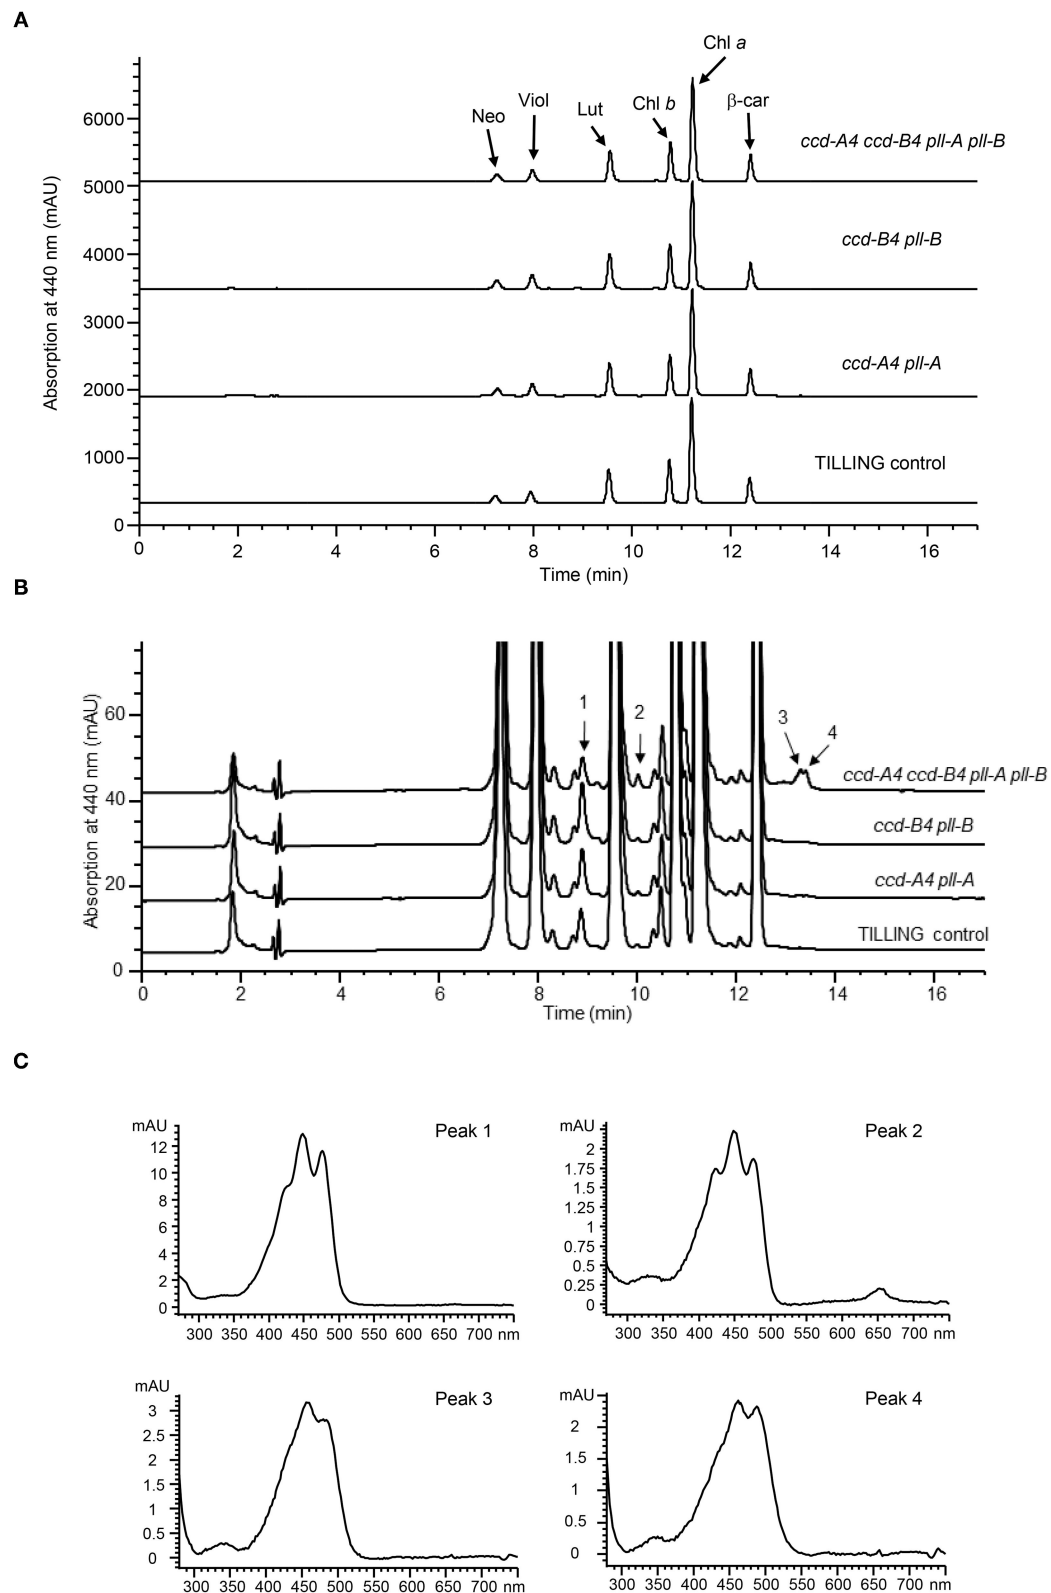 A
Chl a
Viol
Neo
Lut
Chl b
β-car
6000
5000
4000
3000
2000
1000
0
Absorption at 440 nm (mAU)
ccd-A4 ccd-B4 pll-A pll-B
ccd-B4 pll-B
ccd-A4 pll-A
TILLING control
0 2 4 6 8 10 12 14 16
Time (min)
B
60
40
20
0
Absorption at 440 nm (mAU)
1
2
3
4
ccd-A4 ccd-B4 pll-A pll-B
ccd-B4 pll-B
ccd-A4 pll-A
TILLING control
0 2 4 6 8 10 12 14 16
Time (min)
C
mAU
Peak 1
12
10
8
6
4
2
0
300 350 400 450 500 550 600 650 700 nm
mAU
Peak 2
2
1.75
1.5
1.25
1
0.75
0.5
0.25
0
300 350 400 450 500 550 600 650 700 nm
mAU
Peak 3
3
2.5
2
1.5
1
0.5
0
300 350 400 450 500 550 600 650 700 nm
mAU
Peak 4
2
1.5
1
0.5
0
300 350 400 450 500 550 600 650 700 nm